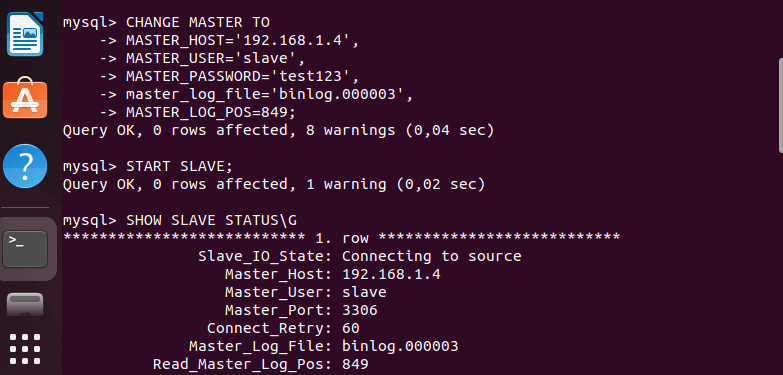 mysql> CHANGE MASTER TO
    -> MASTER_HOST='192.168.1.4',
    -> MASTER_USER='slave',
    -> MASTER_PASSWORD='test123',
    -> master_log_file='binlog.000003',
    -> MASTER_LOG_POS=849;
Query OK, 0 rows affected, 8 warnings (0,04 sec)

mysql> START SLAVE;
Query OK, 0 rows affected, 1 warning (0,02 sec)

mysql> SHOW SLAVE STATUS\G
*************************** 1. row ***************************
               Slave_IO_State: Connecting to source
                  Master_Host: 192.168.1.4
                  Master_User: slave
                  Master_Port: 3306
                Connect_Retry: 60
              Master_Log_File: binlog.000003
          Read_Master_Log_Pos: 849